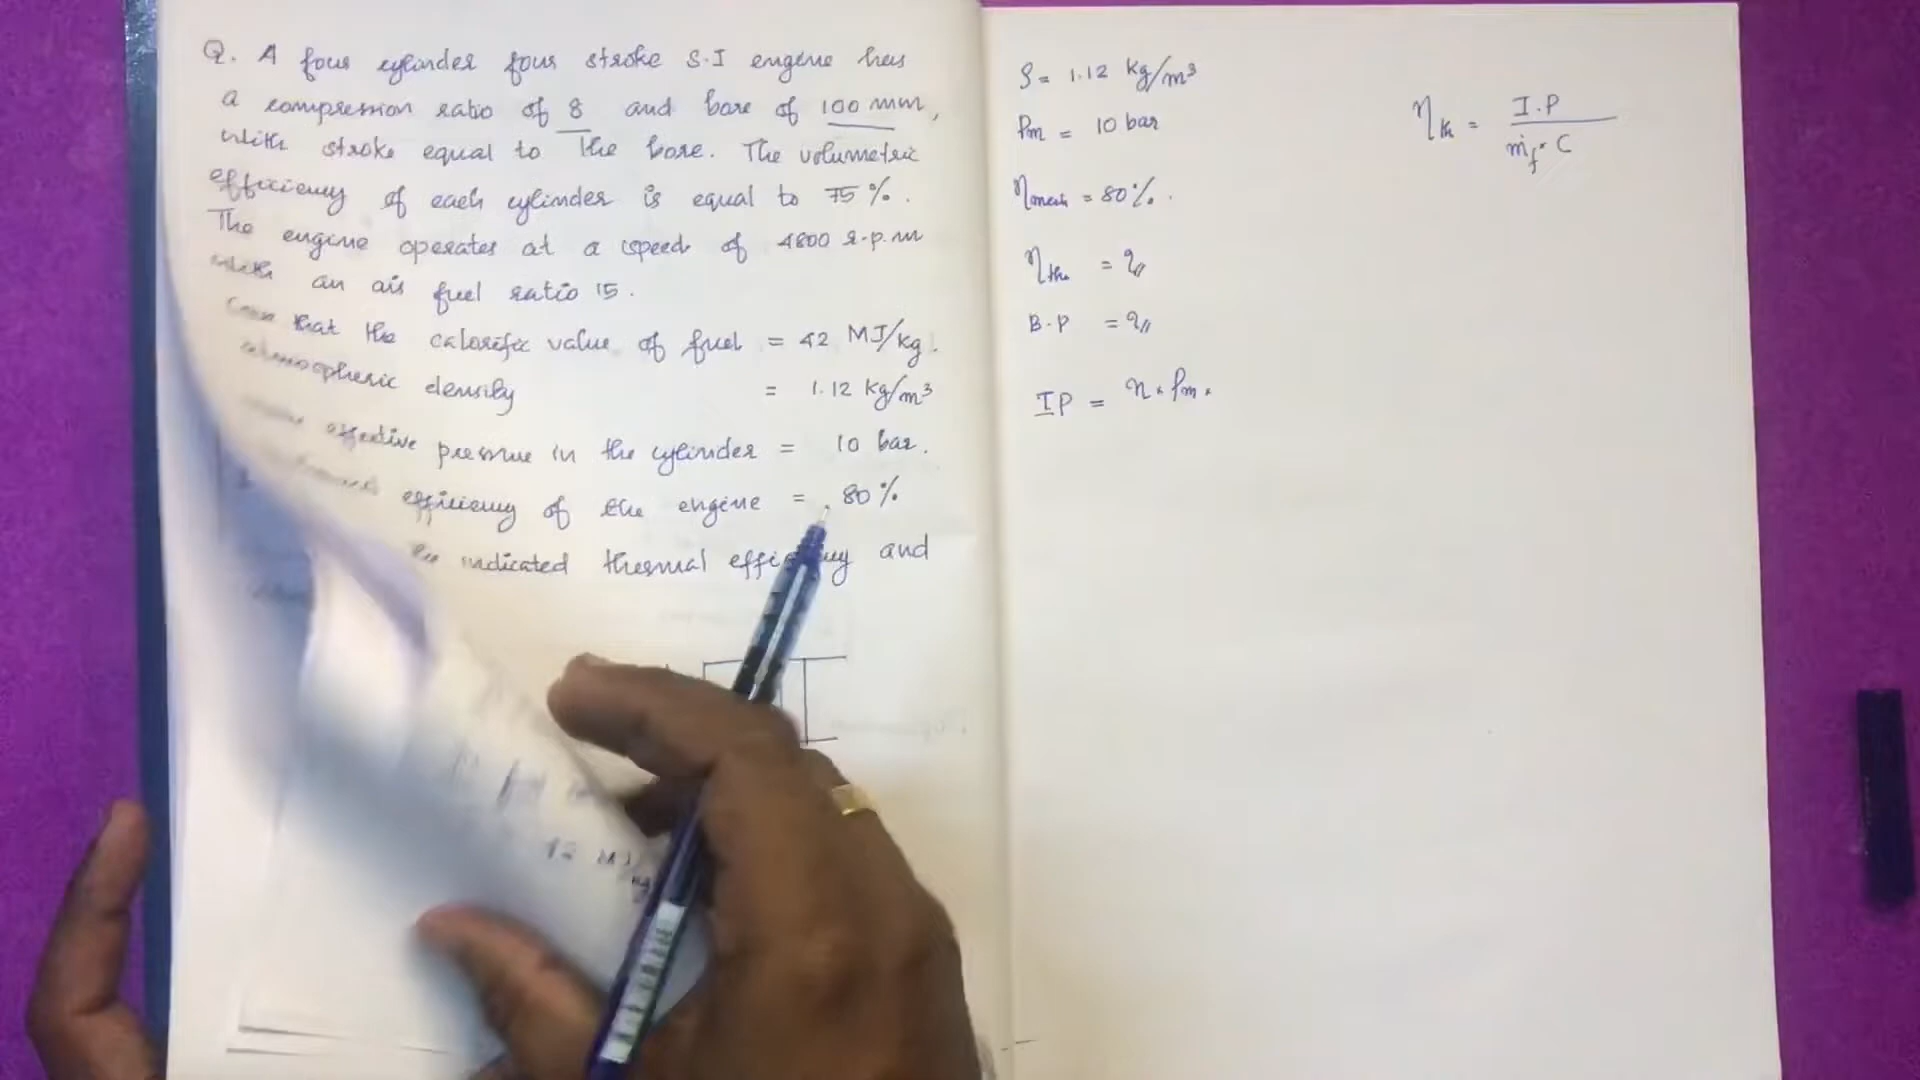 Q. A four cylinder four stroke S.I engine has
a compression ratio of 8 and bore of 100 mm,
with stroke equal to the bore. The volumetric
efficiency of each cylinder is equal to 75 %.
The engine operates at a speed of 4800 r.p.m
with an air fuel ratio 15.
that the calorific value of fuel = 42 MJ/kg.
atmospheric density = 1.12 kg/m³
effective pressure in the cylinder = 10 bar.
efficiency of the engine = 80 %
indicated thermal efficiency and
12 MJ/kg
ρ = 1.12 kg/m³
Pm = 10 bar
ηmech = 80 %.
ηth = ?
B.P = ?
IP = n × Pm ×
ηth = I.P / ṁf × C